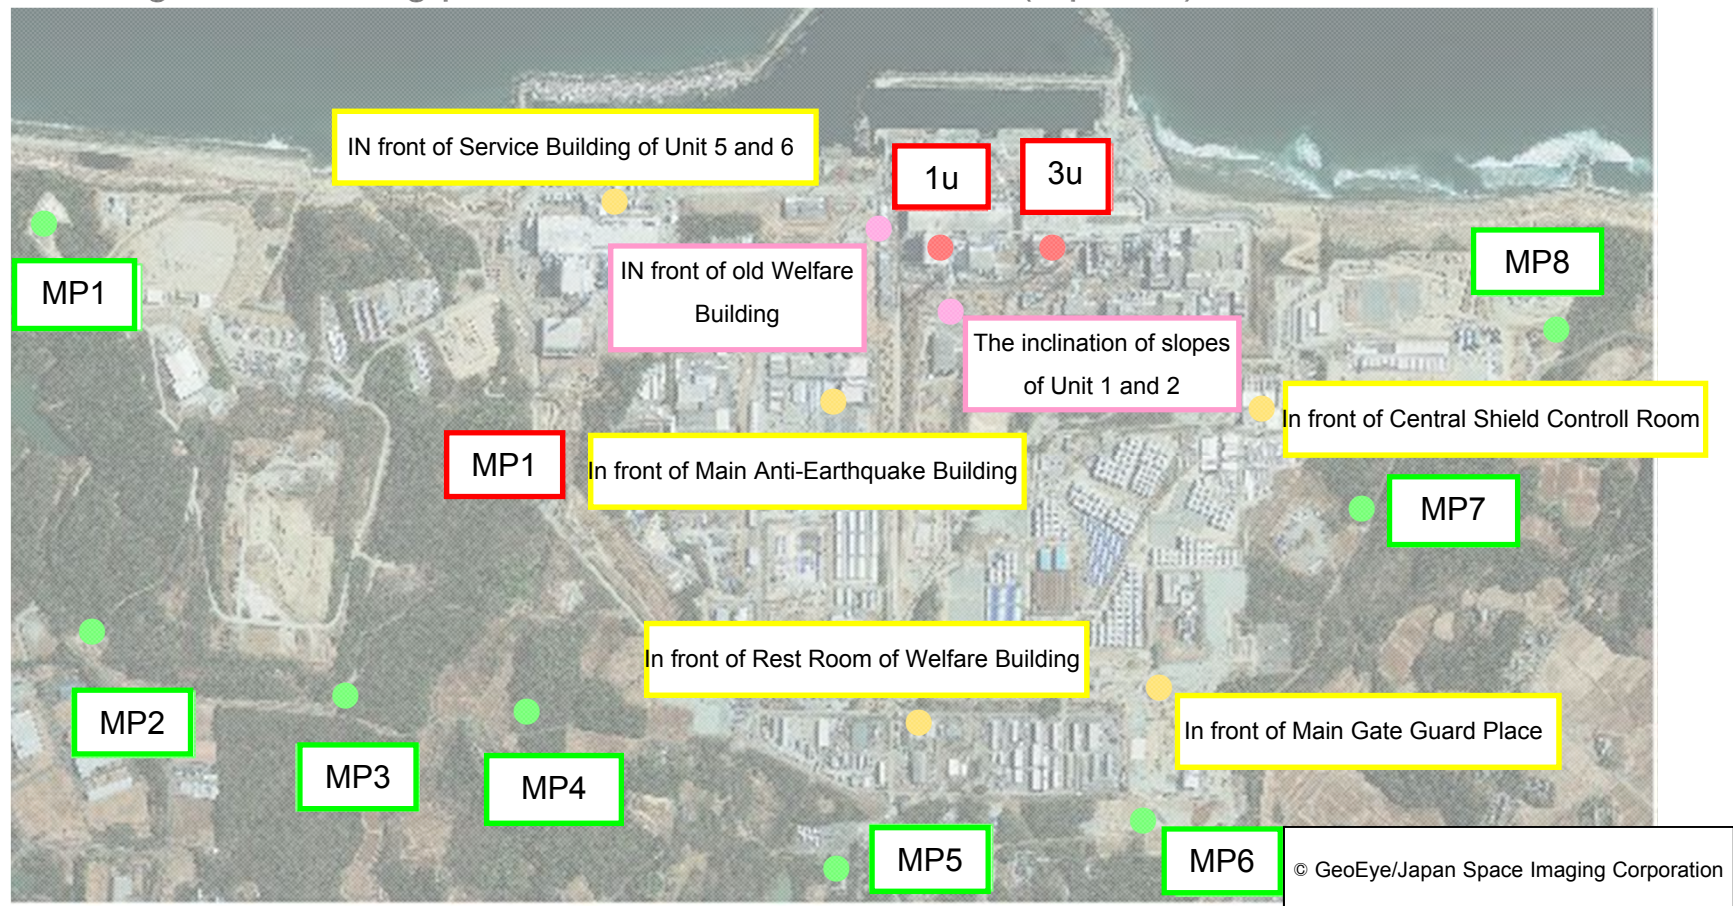 IN front of Service Building of Unit 5 and 6
1u
3u
MP1
IN front of old Welfare
Building
MP8
The inclination of slopes
of Unit 1 and 2
In front of Central Shield Controll Room
MP1
In front of Main Anti-Earthquake Building
MP7
In front of Rest Room of Welfare Building
MP2
MP3
MP4
In front of Main Gate Guard Place
MP5
MP6
© GeoEye/Japan Space Imaging Corporation